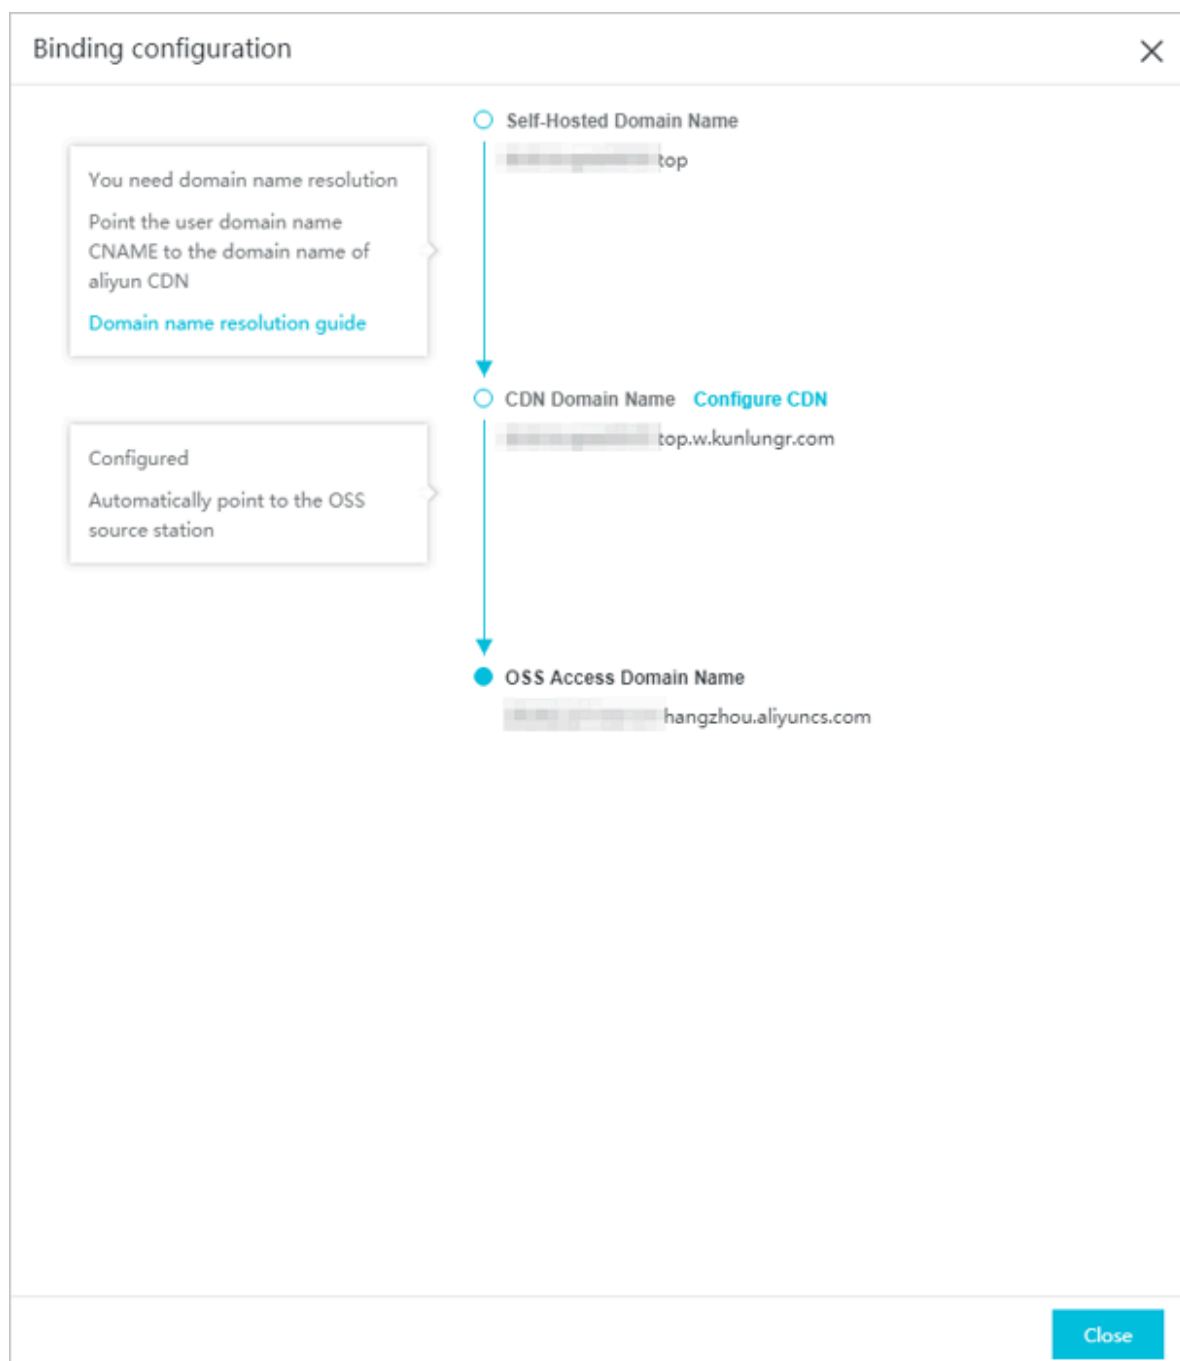 Binding configuration
Self-Hosted Domain Name
top
You need domain name resolution
Point the user domain name
CNAME to the domain name of
aliyun CDN
Domain name resolution guide
CDN Domain Name Configure CDN
top.w.kunlungr.com
Configured
Automatically point to the OSS
source station
OSS Access Domain Name
hangzhou.aliyuncs.com
Close